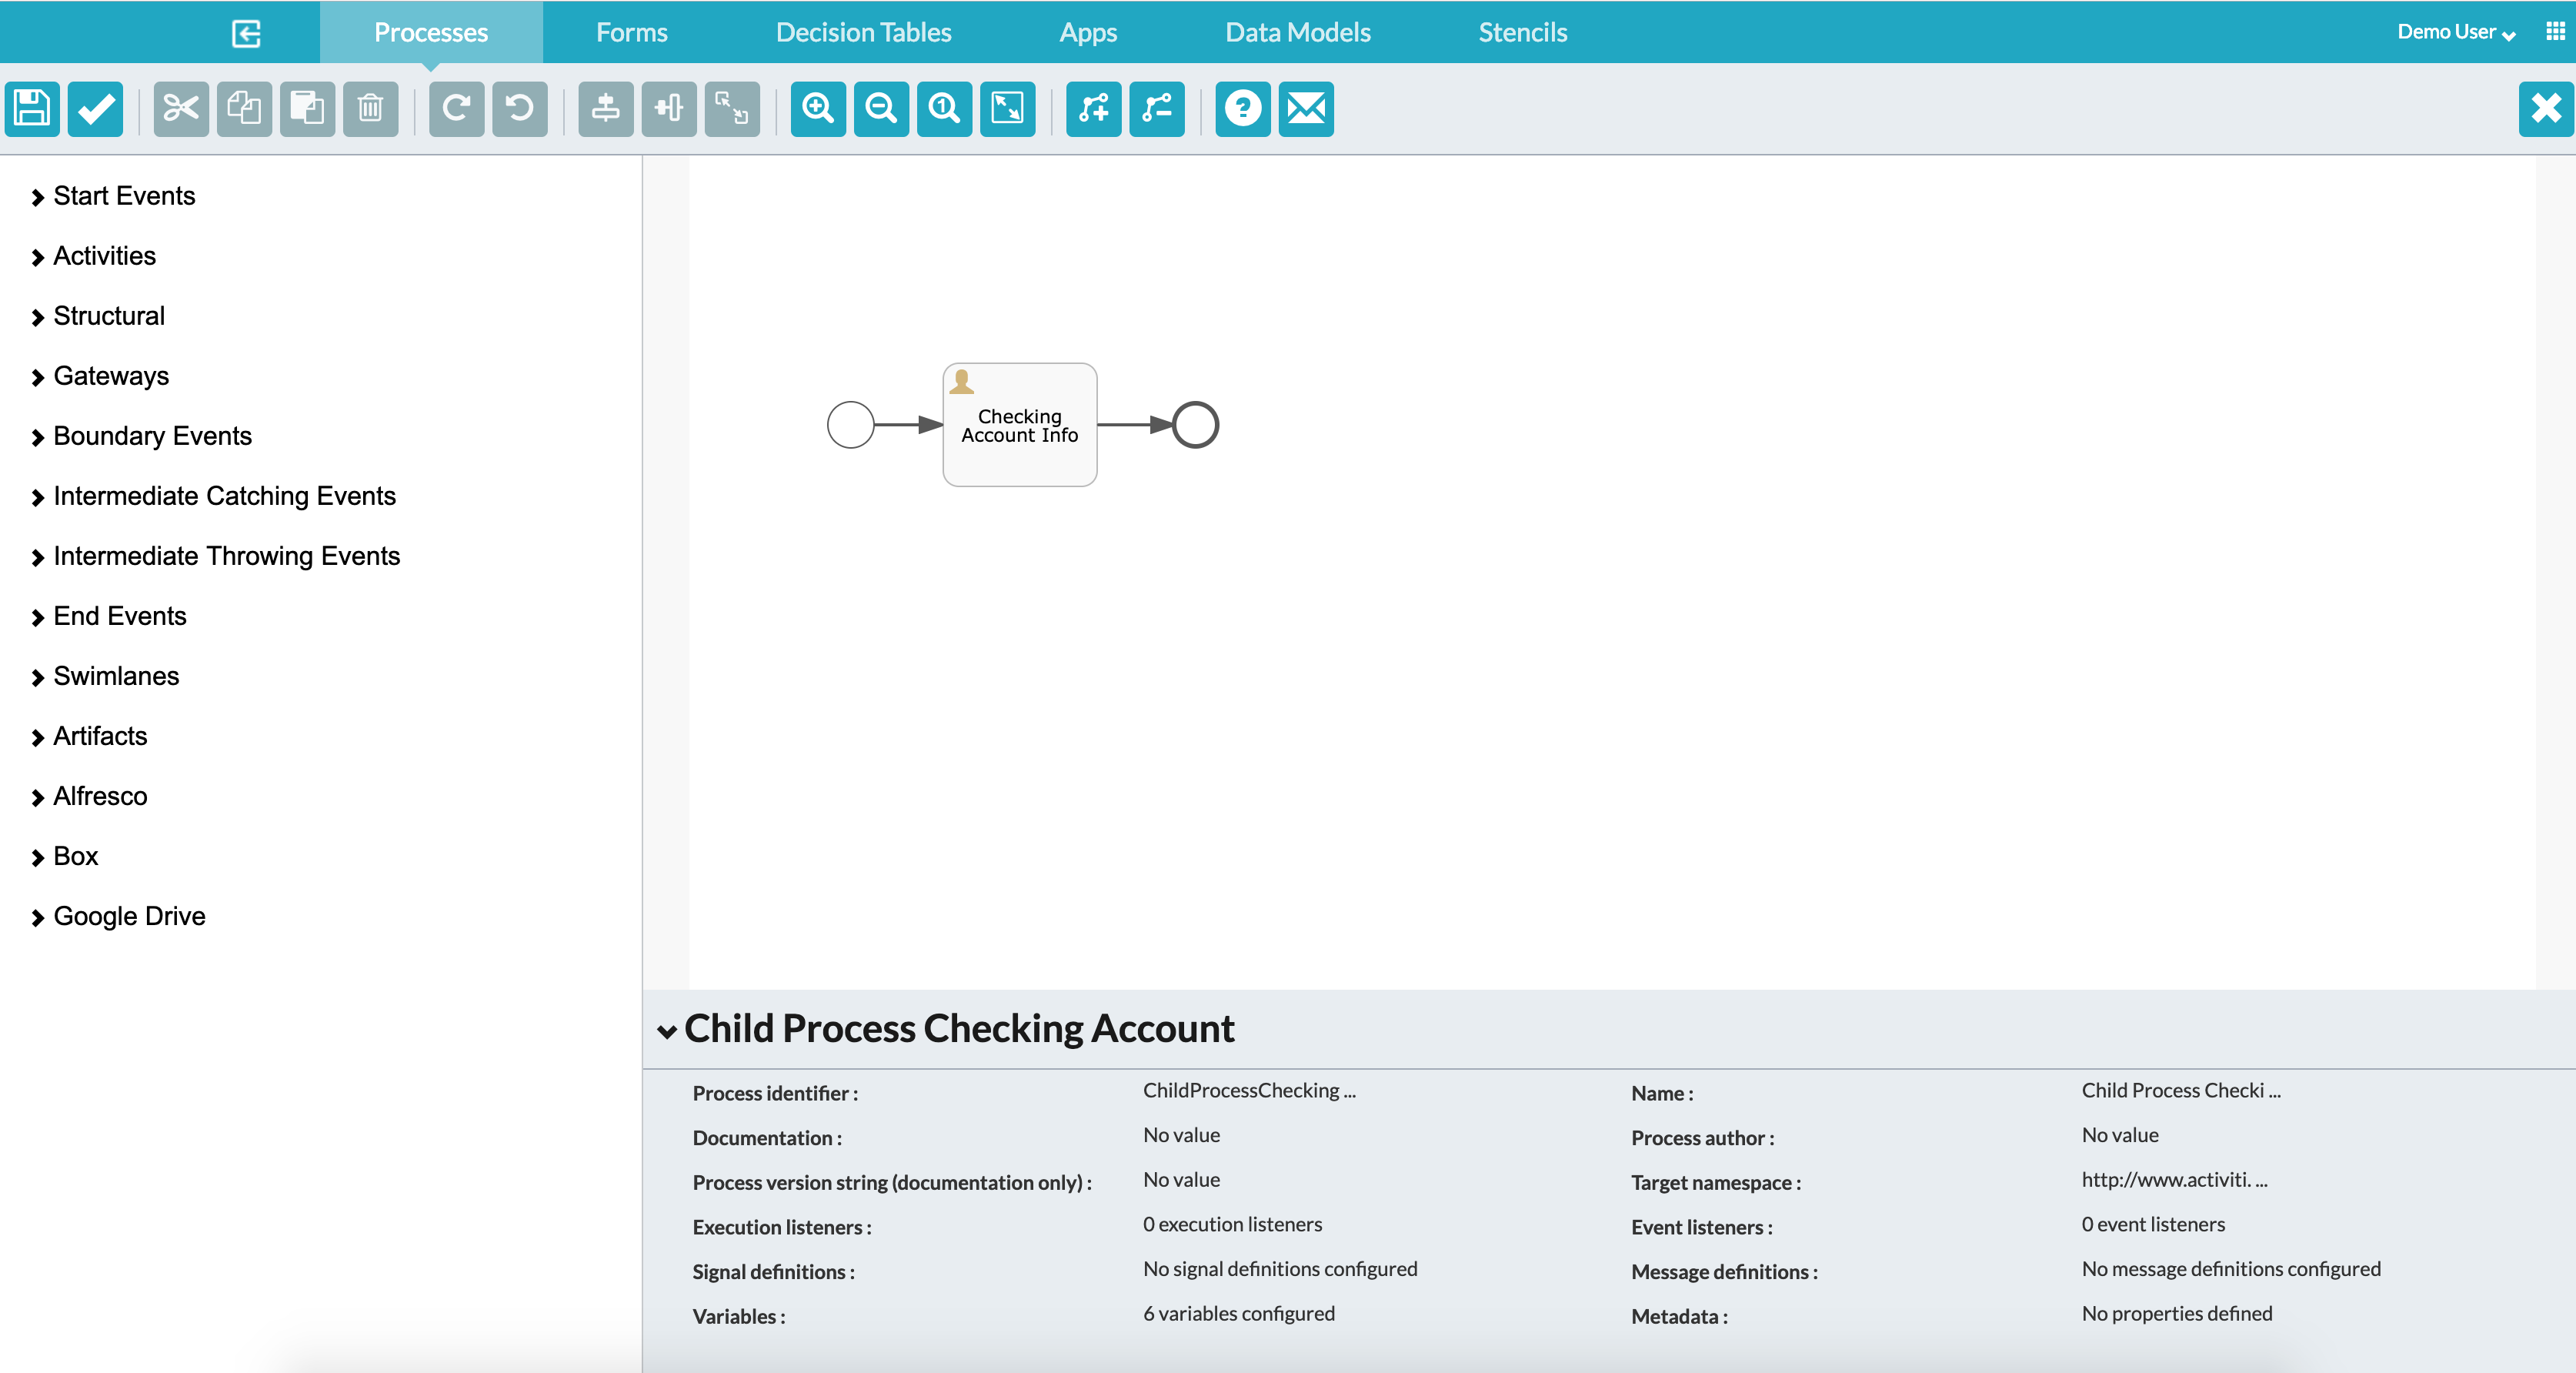 Processes Forms Decision Tables Apps Data Models Stencils Demo User
1 ?
Start Events
Activities
Structural
Gateways
Boundary Events
Intermediate Catching Events
Intermediate Throwing Events
End Events
Swimlanes
Artifacts
Alfresco
Box
Google Drive
Checking
Account Info
Child Process Checking Account
Process identifier : ChildProcessChecking ... Name : Child Process Checki ...
Documentation : No value Process author : No value
Process version string (documentation only) : No value Target namespace : http://www.activiti. ...
Execution listeners : 0 execution listeners Event listeners : 0 event listeners
Signal definitions : No signal definitions configured Message definitions : No message definitions configured
Variables : 6 variables configured Metadata : No properties defined